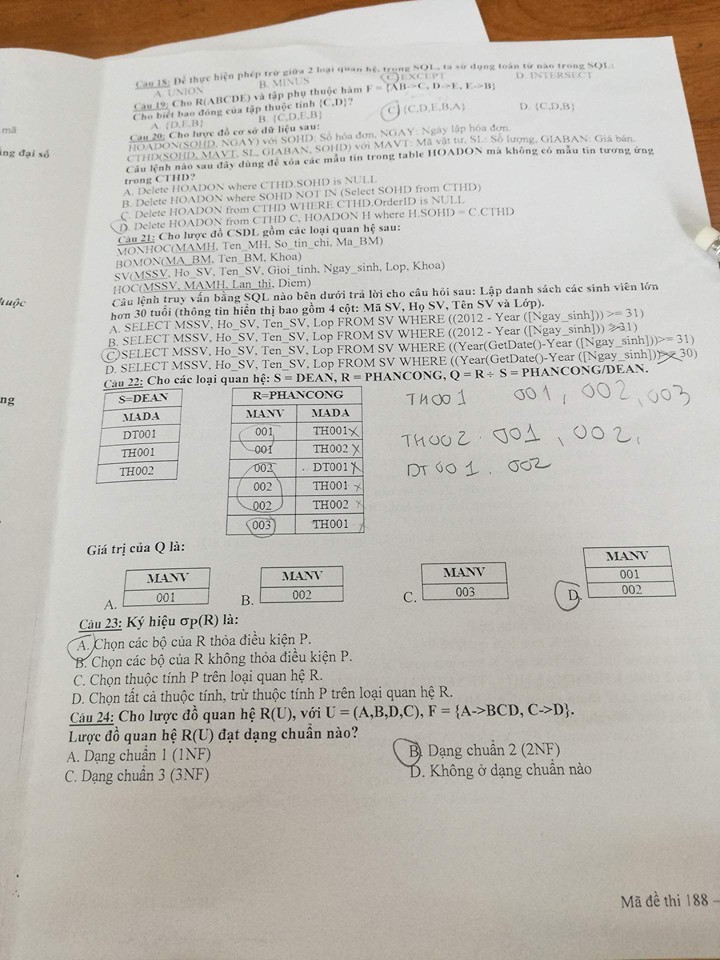 Câu 18: Để thực hiện phép trừ giữa 2 loại quan hệ, trong SQL, ta sử dụng toán tử nào trong SQL:
A. UNION B. MINUS C. EXCEPT D. INTERSECT
Câu 19: Cho R(ABCDE) và tập phụ thuộc hàm F = {AB->C, D->E, E->B}
Cho biết bao đóng của tập thuộc tính {C,D}?
A. {D,E,B} B. {C,D,E,B} C. {C,D,E,B,A} D. {C,D,B}
mã
ng đại số
Câu 20: Cho lược đồ cơ sở dữ liệu sau:
HOADON(SOHD, NGAY) với SOHD: Số hóa đơn, NGAY: Ngày lập hóa đơn.
CTHD(SOHD, MAVT, SL, GIABAN, SOHD) với MAVT: Mã vật tư, SL: Số lượng, GIABAN: Giá bán.
Câu lệnh nào sau đây dùng để xóa các mẫu tin trong table HOADON mà không có mẫu tin tương ứng
trong CTHD?
A. Delete HOADON where CTHD.SOHD is NULL
B. Delete HOADON where SOHD NOT IN (Select SOHD from CTHD)
C. Delete HOADON from CTHD WHERE CTHD.OrderID is NULL
D. Delete HOADON from CTHD C, HOADON H where H.SOHD = C.CTHD
Câu 21: Cho lược đồ CSDL gồm các loại quan hệ sau:
MONHOC(MAMH, Ten_MH, So_tin_chi, Ma_BM)
BOMON(MA_BM, Ten_BM, Khoa)
SV(MSSV, Ho_SV, Ten_SV, Gioi_tinh, Ngay_sinh, Lop, Khoa)
HOC(MSSV, MAMH, Lan_thi, Diem)
huộc
Câu lệnh truy vấn bằng SQL nào bên dưới trả lời cho câu hỏi sau: Lập danh sách các sinh viên lớn
hơn 30 tuổi (thông tin hiển thị bao gồm 4 cột: Mã SV, Họ SV, Tên SV và Lớp).
A. SELECT MSSV, Ho_SV, Ten_SV, Lop FROM SV WHERE ((2012 - Year ([Ngay_sinh])) >= 31)
B. SELECT MSSV, Ho_SV, Ten_SV, Lop FROM SV WHERE ((2012 - Year ([Ngay_sinh])) >31)
C. SELECT MSSV, Ho_SV, Ten_SV, Lop FROM SV WHERE ((Year(GetDate()-Year ([Ngay_sinh]))>= 31)
D. SELECT MSSV, Ho_SV, Ten_SV, Lop FROM SV WHERE ((Year(GetDate()-Year ([Ngay_sinh]))>= 30)
ng
Câu 22: Cho các loại quan hệ: S = DEAN, R = PHANCONG, Q = R÷ S = PHANCONG/DEAN.
S=DEAN
MADA
DT001
TH001
TH002
R=PHANCONG
MANV MADA
001 TH001 x
001 TH002 x
002 DT001 x
002 TH001 x
002 TH002 x
003 TH001
TH001 001, 002, 003
TH002 . 001, 002,
DT 001. 002
Giá trị của Q là:
A. MANV
001
B. MANV
002
C. MANV
003
D. MANV
001
002
Câu 23: Ký hiệu σP(R) là:
A. Chọn các bộ của R thỏa điều kiện P.
B. Chọn các bộ của R không thỏa điều kiện P.
C. Chọn thuộc tính P trên loại quan hệ R.
D. Chọn tất cả thuộc tính, trừ thuộc tính P trên loại quan hệ R.
Câu 24: Cho lược đồ quan hệ R(U), với U = (A,B,D,C), F = {A->BCD, C->D}.
Lược đồ quan hệ R(U) đạt dạng chuẩn nào?
A. Dạng chuẩn 1 (1NF) B. Dạng chuẩn 2 (2NF)
C. Dạng chuẩn 3 (3NF) D. Không ở dạng chuẩn nào
Mã đề thi 188 -